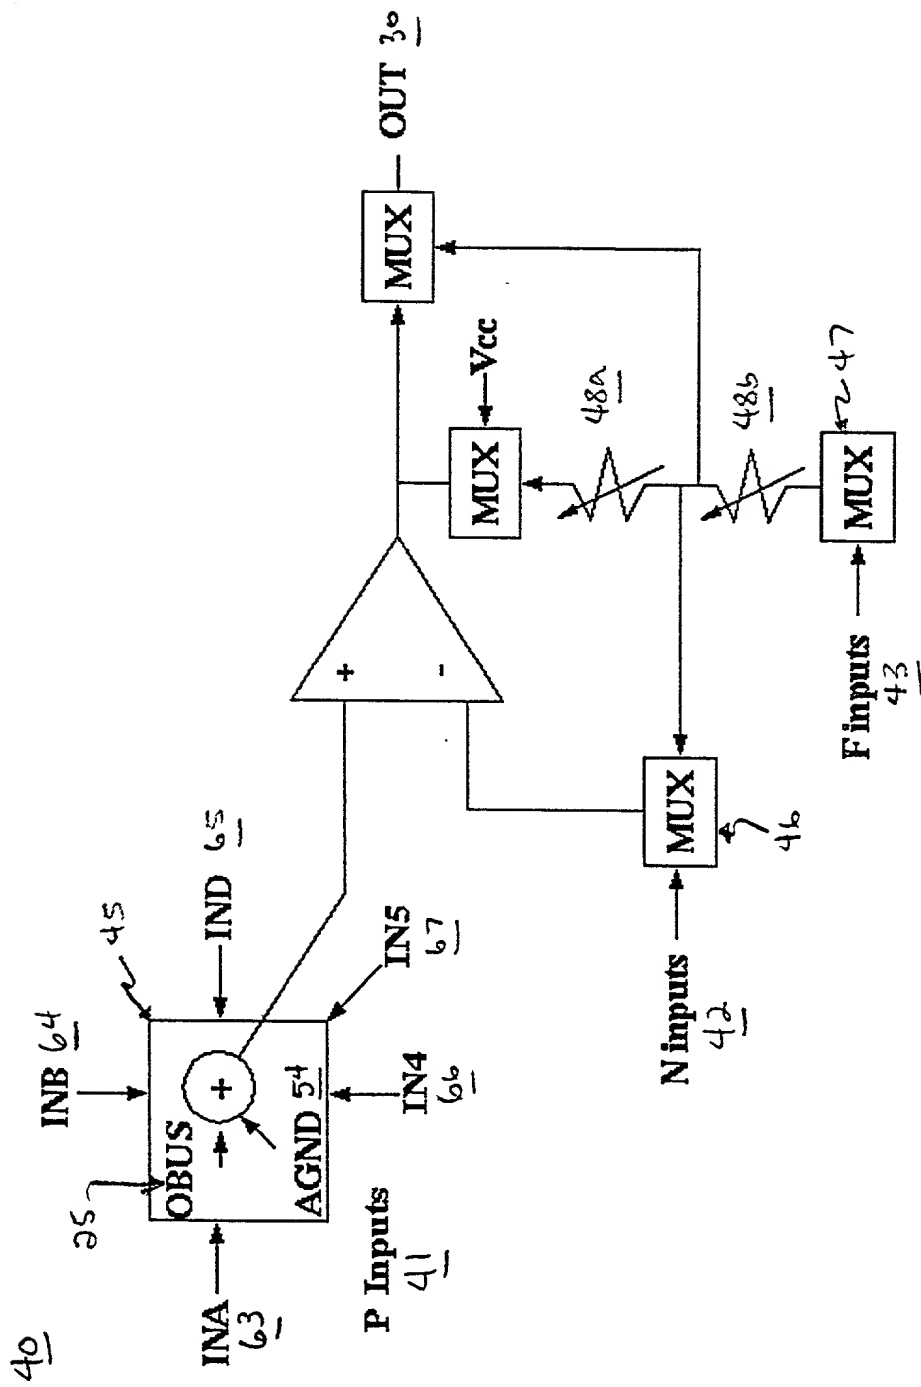 40
INA
63
INB 64
IND 65
IN4
66
IN5
67
45
25
OBUS
+
AGND 54
P Inputs
41
+
-
MUX
OUT 30
MUX
Vcc
48a
48b
MUX
47
F inputs
43
MUX
46
N inputs
42